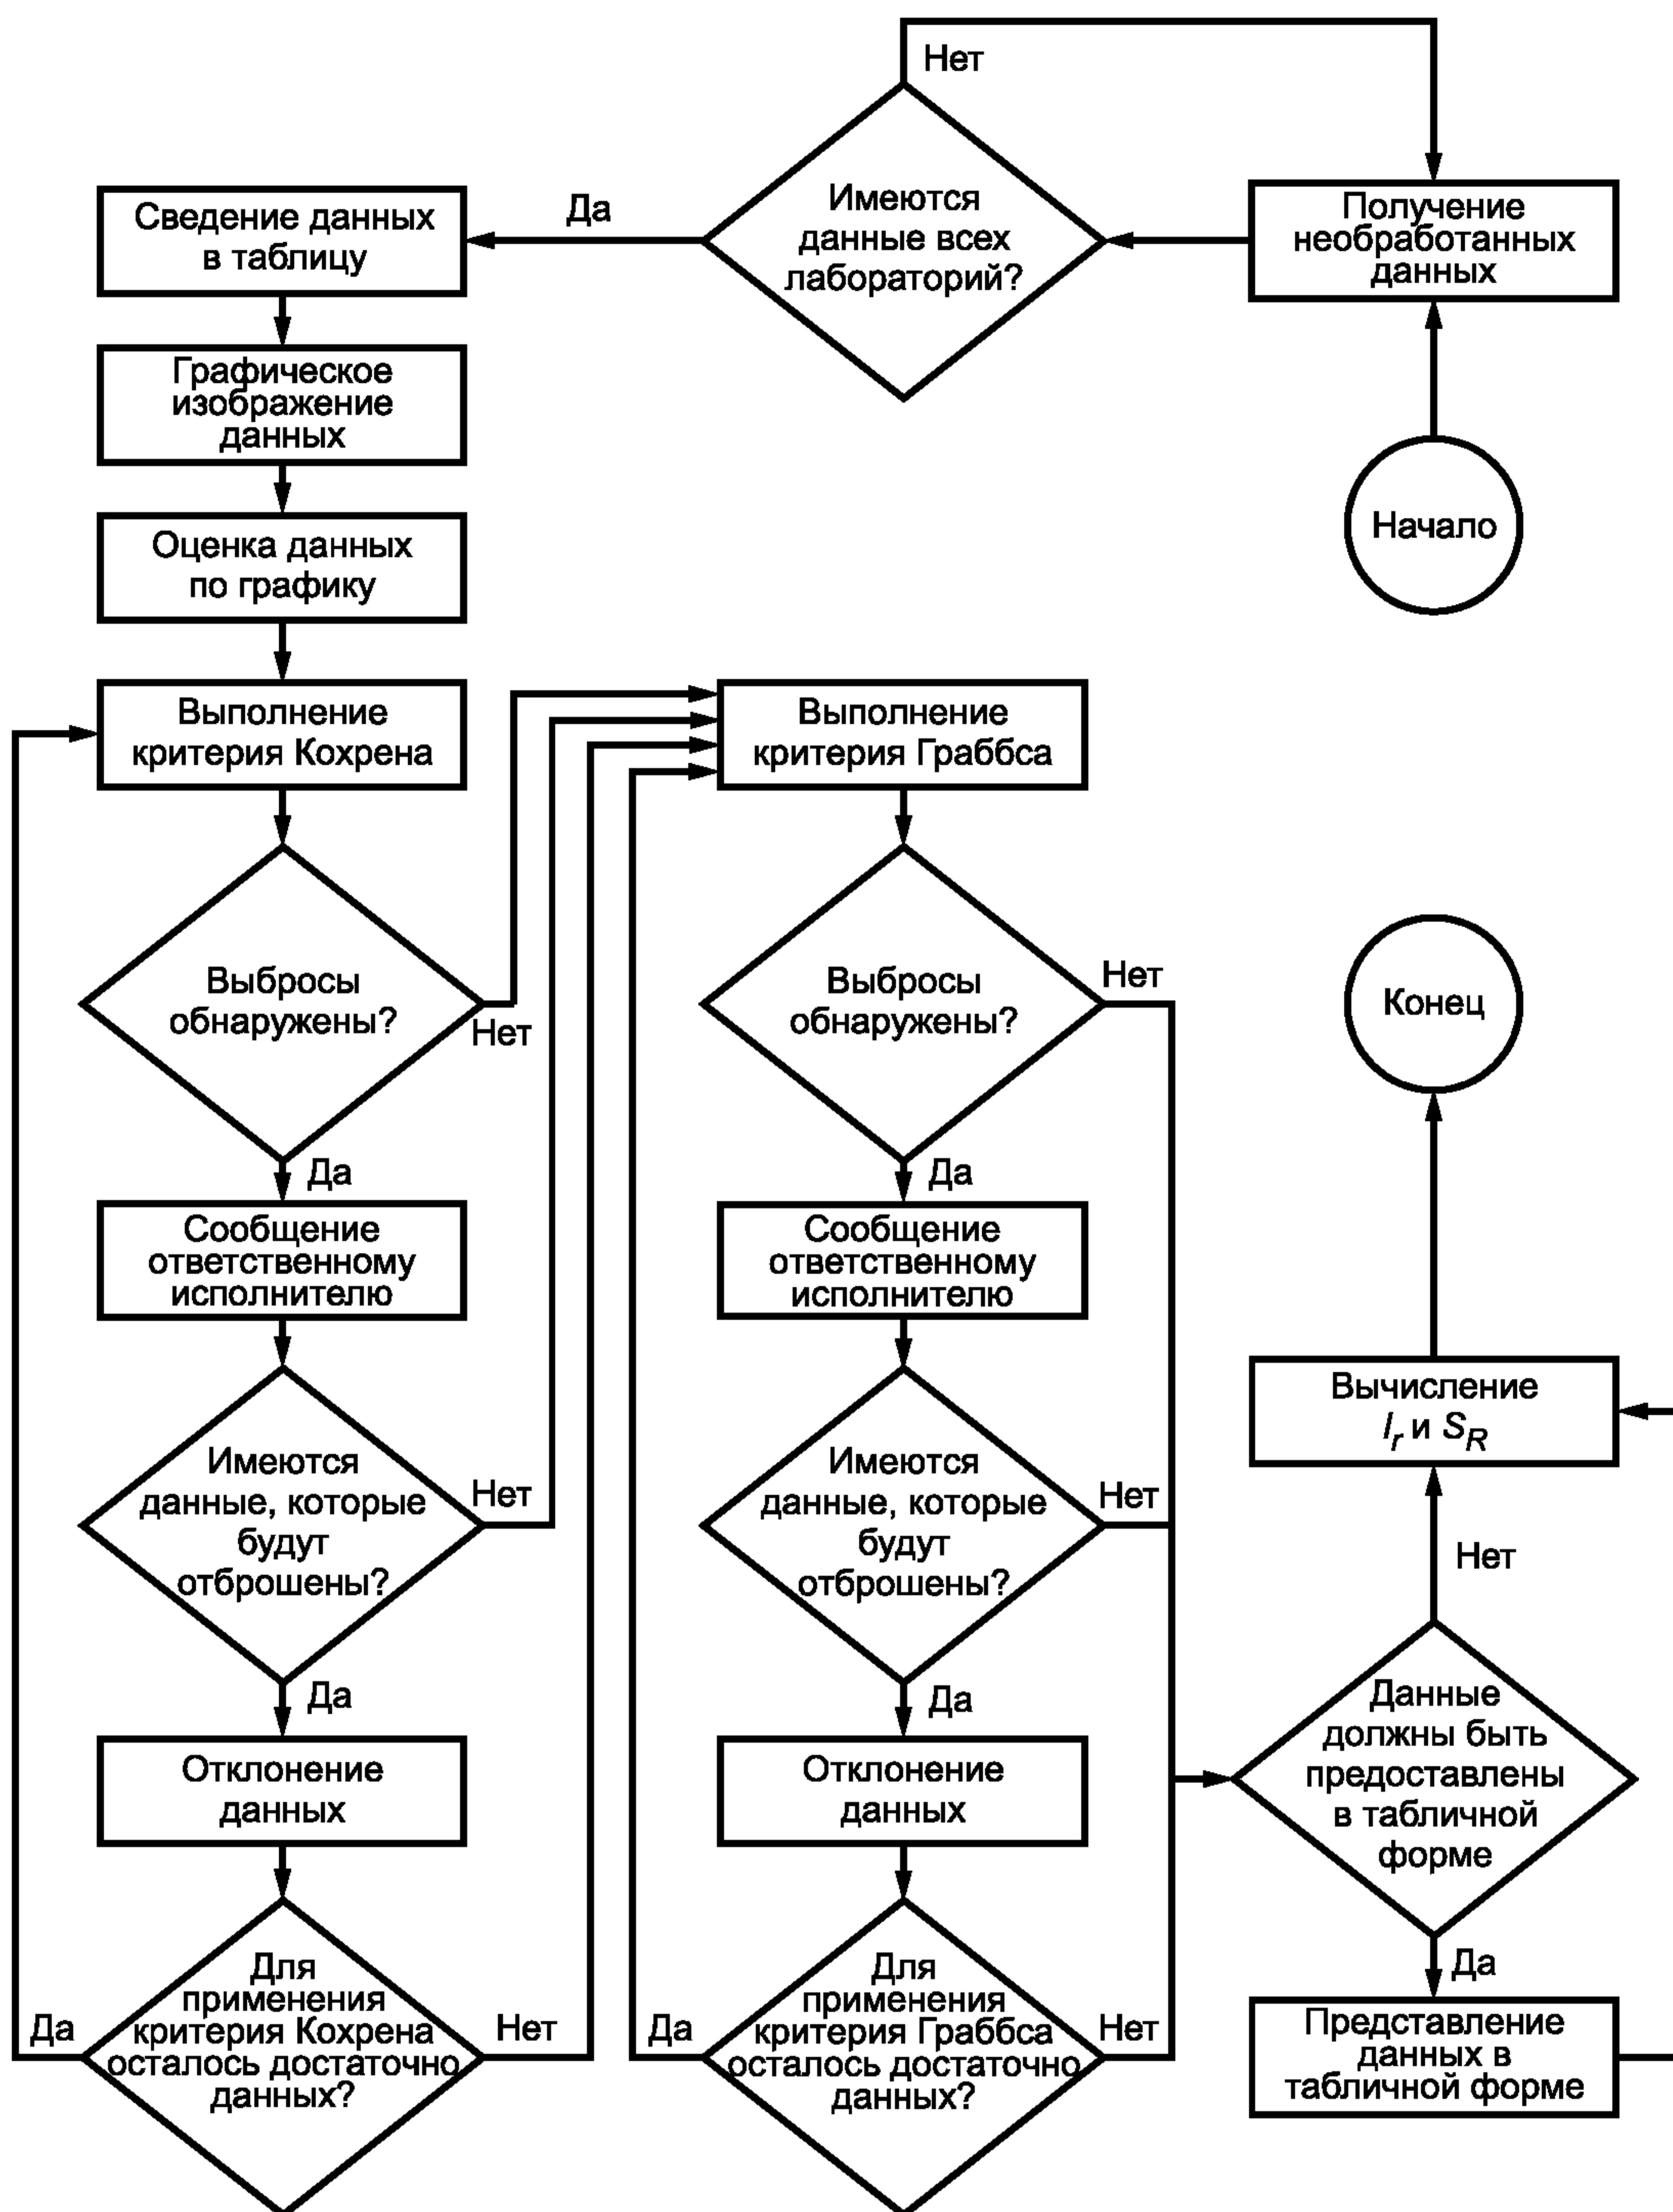 Нет
Имеются
данные всех
лабораторий?
Да
Сведение данных
в таблицу
Получение
необработанных
данных
Графическое
изображение
данных
Начало
Оценка данных
по графику
Выполнение
критерия Кохрена
Выполнение
критерия Граббса
Выбросы
обнаружены?
Нет
Выбросы
обнаружены?
Нет
Конец
Да
Да
Сообщение
ответственному
исполнителю
Сообщение
ответственному
исполнителю
Вычисление
I_r и S_R
Имеются
данные, которые
будут
отброшены?
Нет
Имеются
данные, которые
будут
отброшены?
Нет
Нет
Да
Да
Данные
должны быть
предоставлены
в табличной
форме
Отклонение
данных
Отклонение
данных
Да
Для
применения
критерия Кохрена
осталось достаточно
данных?
Да
Нет
Для
применения
критерия Граббса
осталось достаточно
данных?
Да
Нет
Представление
данных в
табличной форме